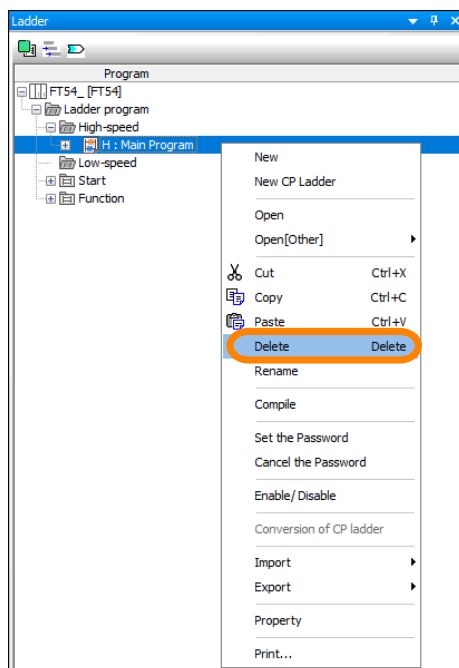 Ladder
Program
FT54_ [FT54]
Ladder program
High-speed
H : Main Program
Low-speed
Start
Function
New
New CP Ladder
Open
Open[Other]
Cut Ctrl+X
Copy Ctrl+C
Paste Ctrl+V
Delete Delete
Rename
Compile
Set the Password
Cancel the Password
Enable/Disable
Conversion of CP ladder
Import
Export
Property
Print...